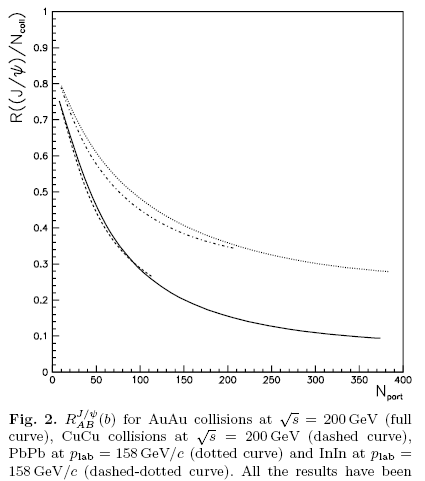 1
0.9
0.8
0.7
0.6
0.5
0.4
0.3
0.2
0.1
0
R((J/ψ)/N_coll)
0 50 100 150 200 250 300 350 400
N_part
Fig. 2. R_{AB}^{J/ψ}(b) for AuAu collisions at √s = 200 GeV (full
curve), CuCu collisions at √s = 200 GeV (dashed curve),
PbPb at p_lab = 158 GeV/c (dotted curve) and InIn at p_lab =
158 GeV/c (dashed-dotted curve). All the results have been